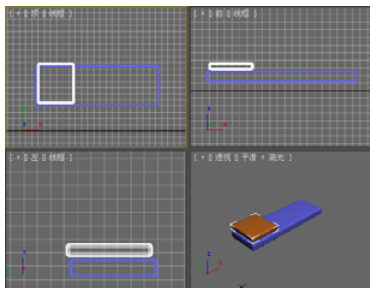 [ + [] 顶 [] 线框 ]
[ + [] 前 [] 线框 ]
[ + [] 左 [] 线框 ]
[ + [] 透视 [] 平滑 + 高光 ]